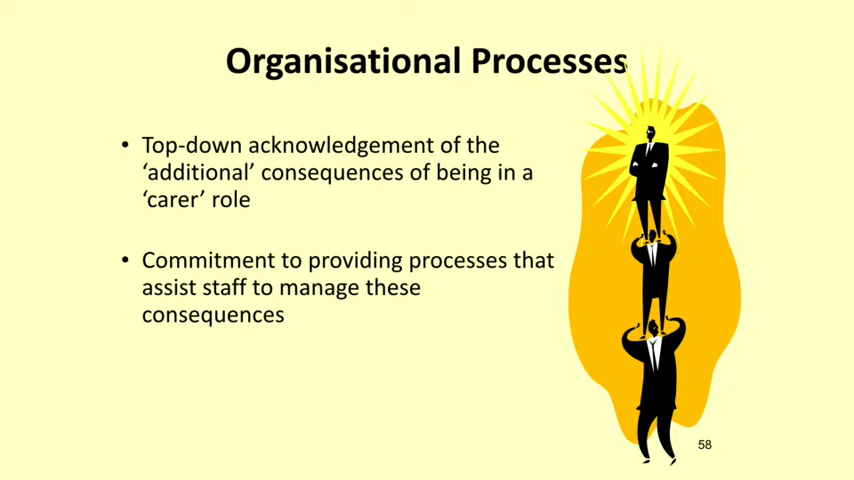 Organisational Processes
• Top-down acknowledgement of the
‘additional’ consequences of being in a
‘carer’ role
• Commitment to providing processes that
assist staff to manage these
consequences
58